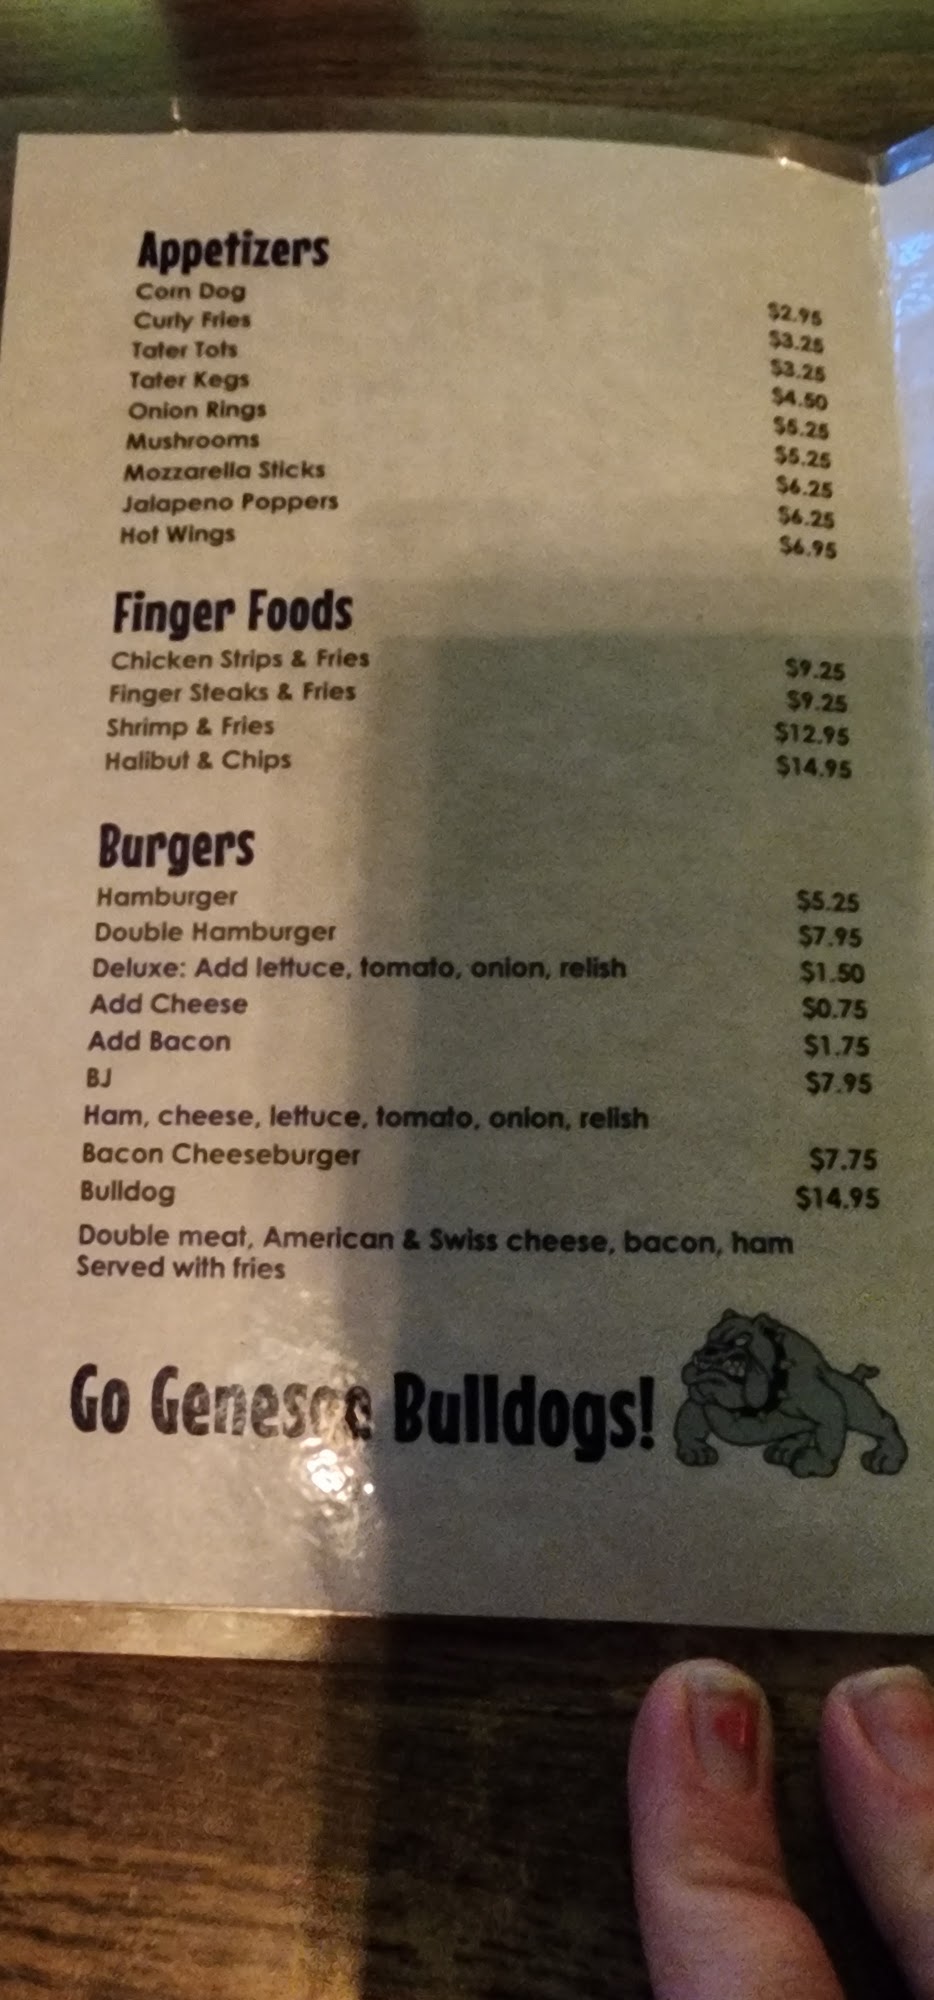 Appetizers
Corn Dog $2.95
Curly Fries $3.25
Tater Tots $3.25
Tater Kegs $4.50
Onion Rings $5.25
Mushrooms $5.25
Mozzarella Sticks $6.25
Jalapeno Poppers $6.25
Hot Wings $6.95
Finger Foods
Chicken Strips & Fries $9.25
Finger Steaks & Fries $9.25
Shrimp & Fries $12.95
Halibut & Chips $14.95
Burgers
Hamburger $5.25
Double Hamburger $7.95
Deluxe: Add lettuce, tomato, onion, relish $1.50
Add Cheese $0.75
Add Bacon $1.75
BJ $7.95
Ham, cheese, lettuce, tomato, onion, relish
Bacon Cheeseburger $7.75
Bulldog $14.95
Double meat, American & Swiss cheese, bacon, ham
Served with fries
Go Genesee Bulldogs!